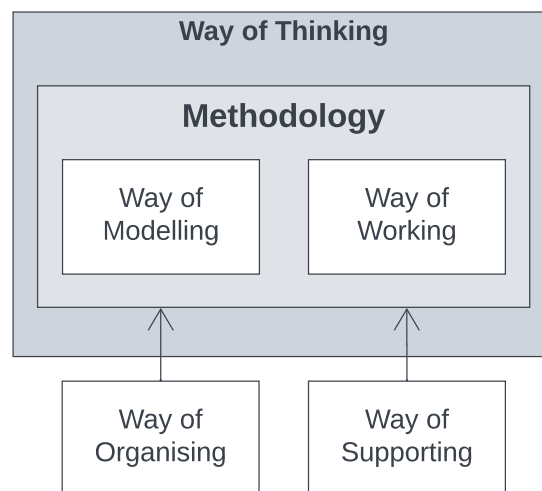 Way of Thinking
Methodology
Way of
Modelling
Way of
Working
Way of
Organising
Way of
Supporting